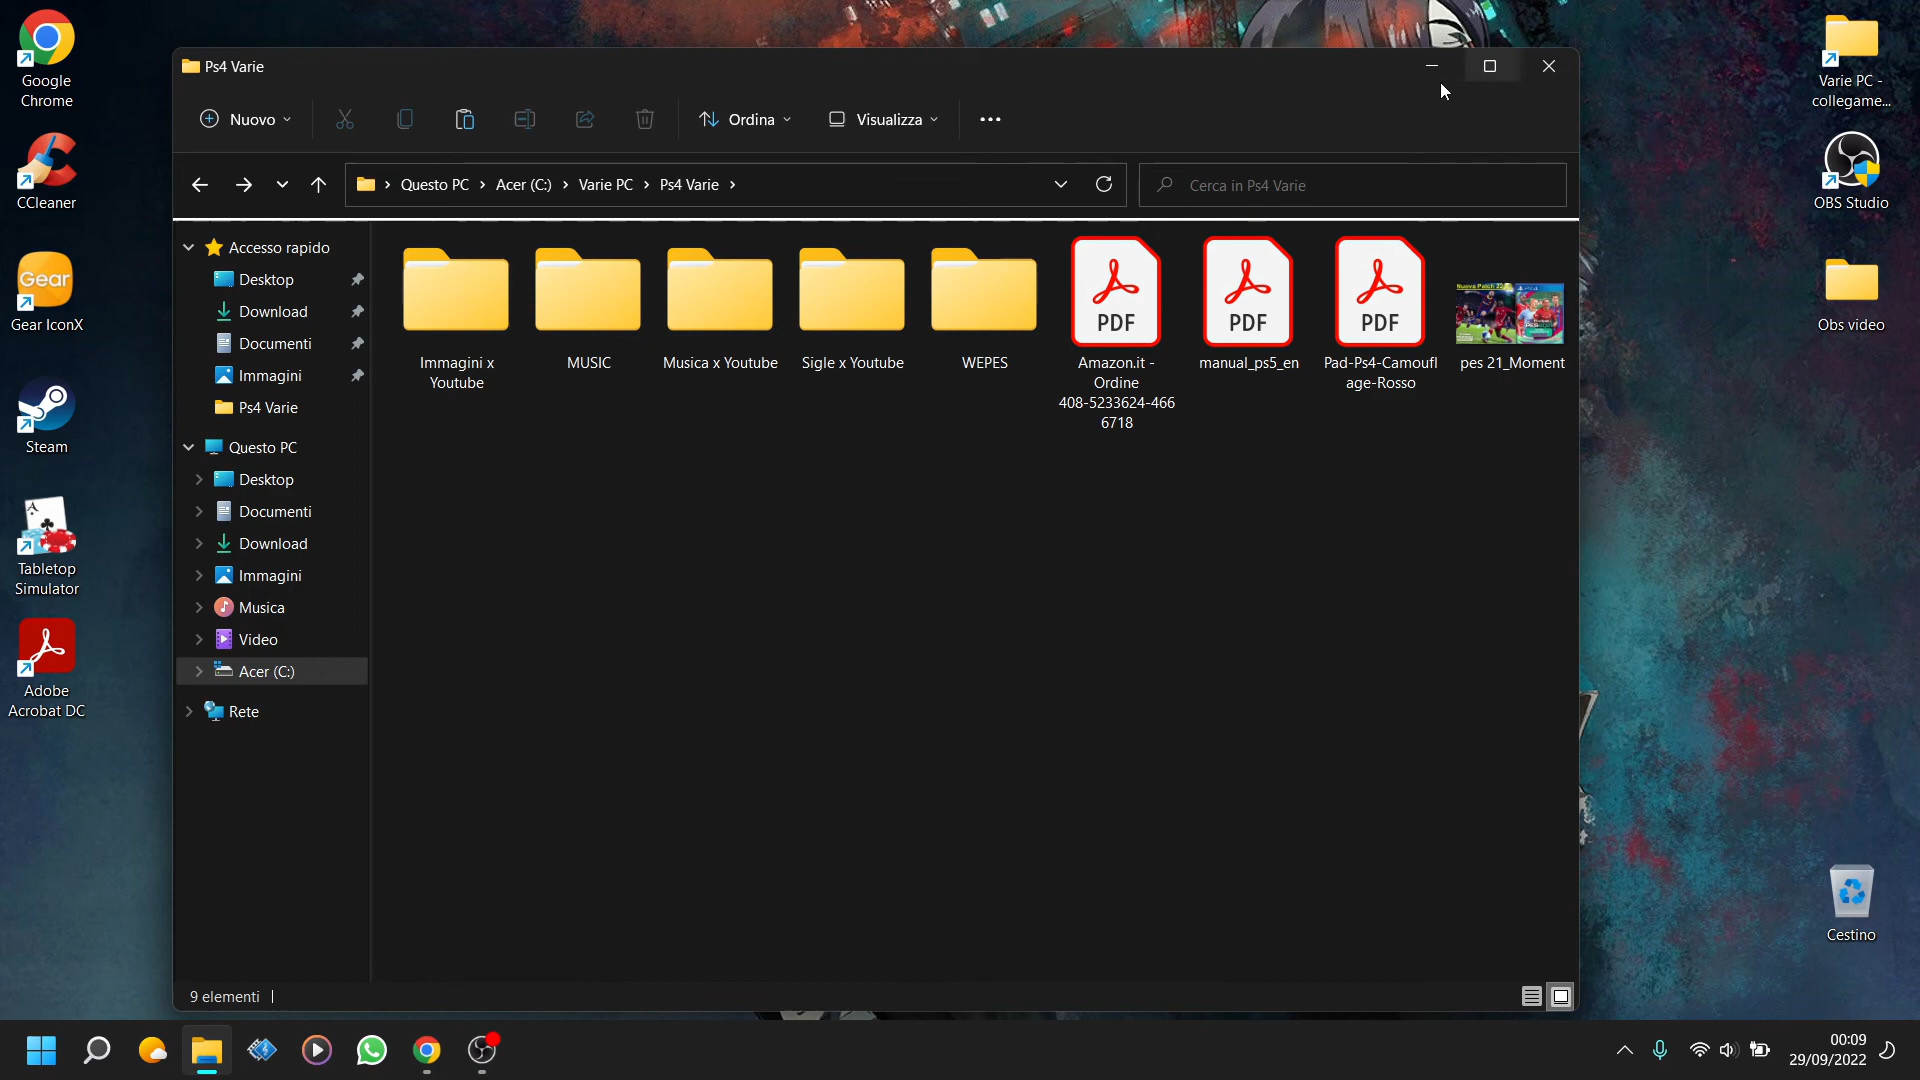 Google
Chrome
CCleaner
Gear
Gear IconX
Steam
A
Tabletop
Simulator
Adobe
Acrobat DC
Ps4 Varie
Nuovo
Ordina
Visualizza
Questo PC
Acer (C:)
Varie PC
Ps4 Varie
Cerca in Ps4 Varie
Accesso rapido
Desktop
Download
Documenti
Immagini
Ps4 Varie
Questo PC
Desktop
Documenti
Download
Immagini
Musica
Video
Acer (C:)
Rete
Immagini x
Youtube
MUSIC
Musica x Youtube
Sigle x Youtube
WEPES
PDF
Amazon.it -
Ordine
408-5233624-466
6718
PDF
manual_ps5_en
PDF
Pad-Ps4-Camoufl
age-Rosso
pes 21_Moment
9 elementi
Varie PC -
collegame...
OBS Studio
Obs video
Cestino
00:09
29/09/2022